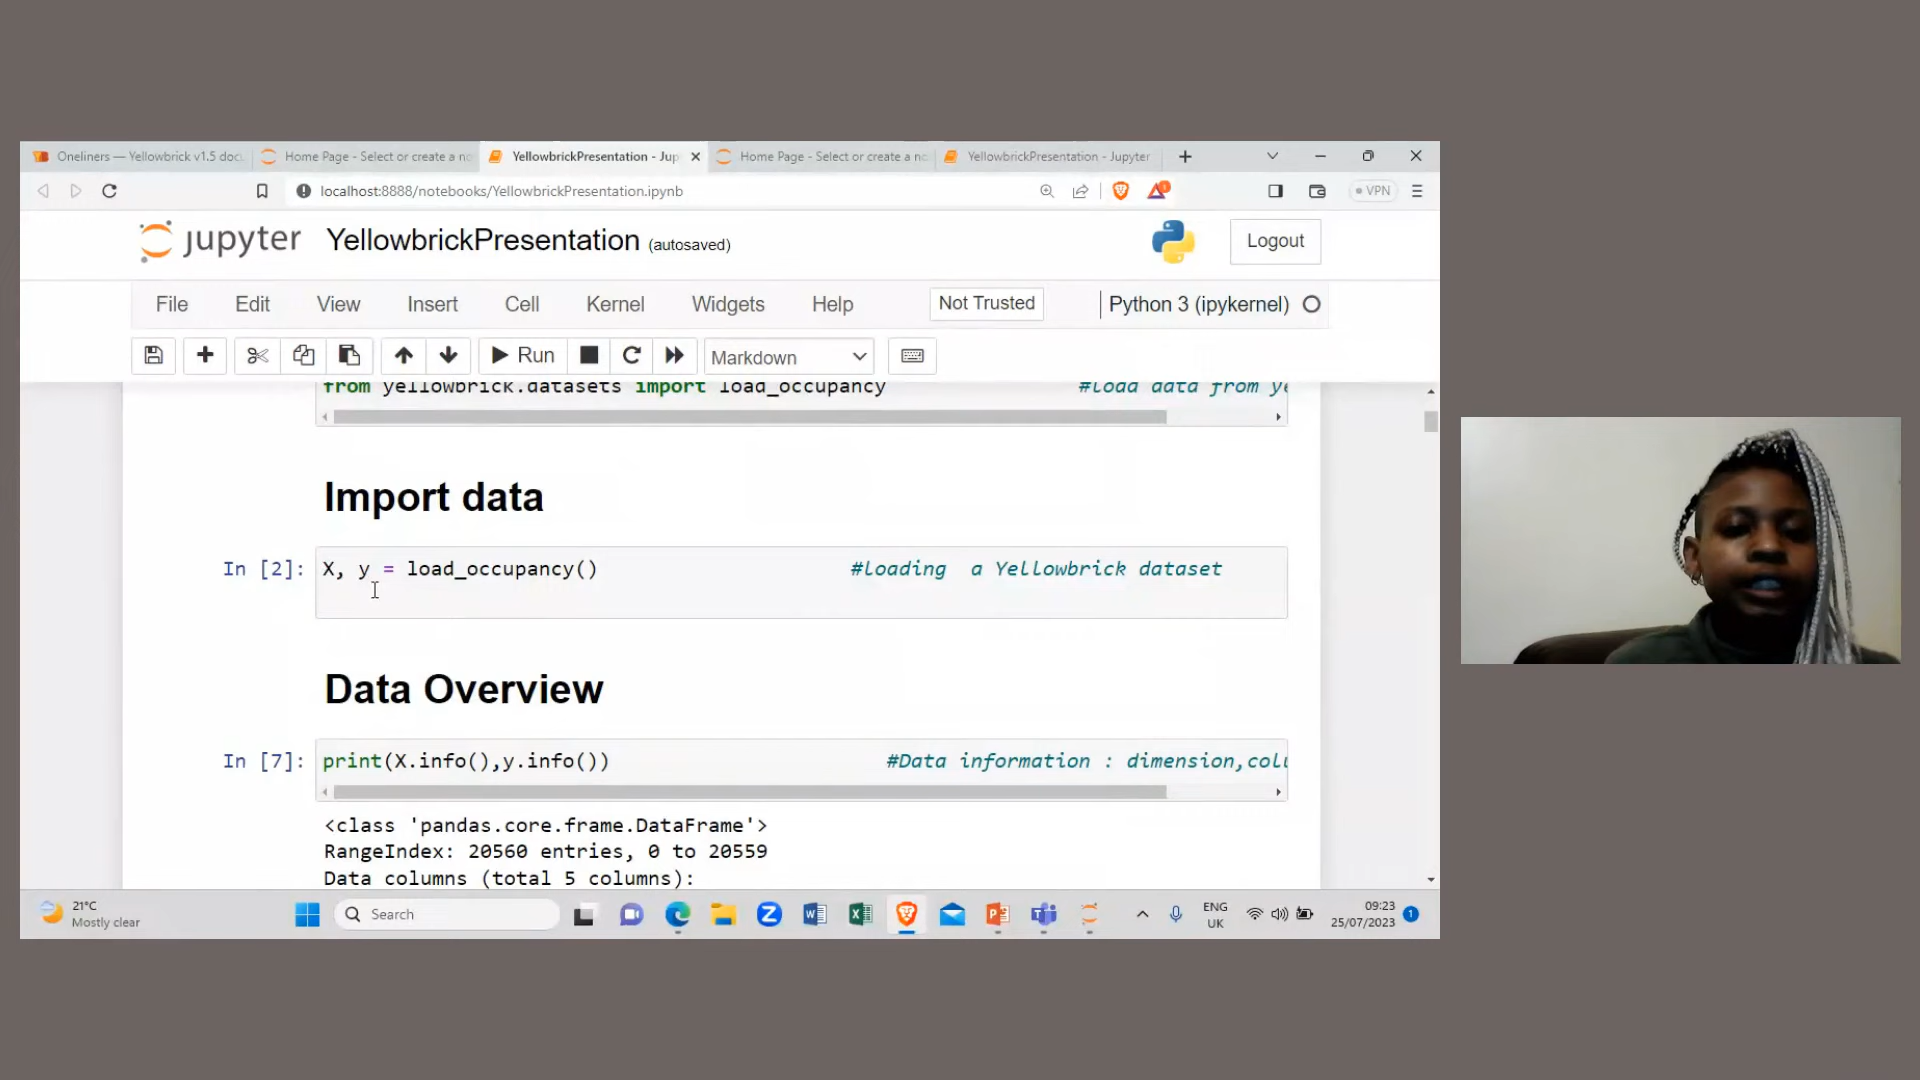 Oneliners — Yellowbrick v1.5 doc
Home Page - Select or create a no
YellowbrickPresentation - Jup
Home Page - Select or create a no
YellowbrickPresentation - Jupyter
localhost:8888/notebooks/YellowbrickPresentation.ipynb
VPN
jupyter YellowbrickPresentation (autosaved)
Logout
File Edit View Insert Cell Kernel Widgets Help
Not Trusted
Python 3 (ipykernel)
Run
Markdown
from yellowbrick.datasets import load_occupancy #Load data from ye
Import data
In [2]: X, y = load_occupancy() #loading a Yellowbrick dataset
Data Overview
In [7]: print(X.info(),y.info()) #Data information : dimension,colu
<class 'pandas.core.frame.DataFrame'>
RangeIndex: 20560 entries, 0 to 20559
Data columns (total 5 columns):
21°C
Mostly clear
Search
ENG
UK
09:23
25/07/2023
1